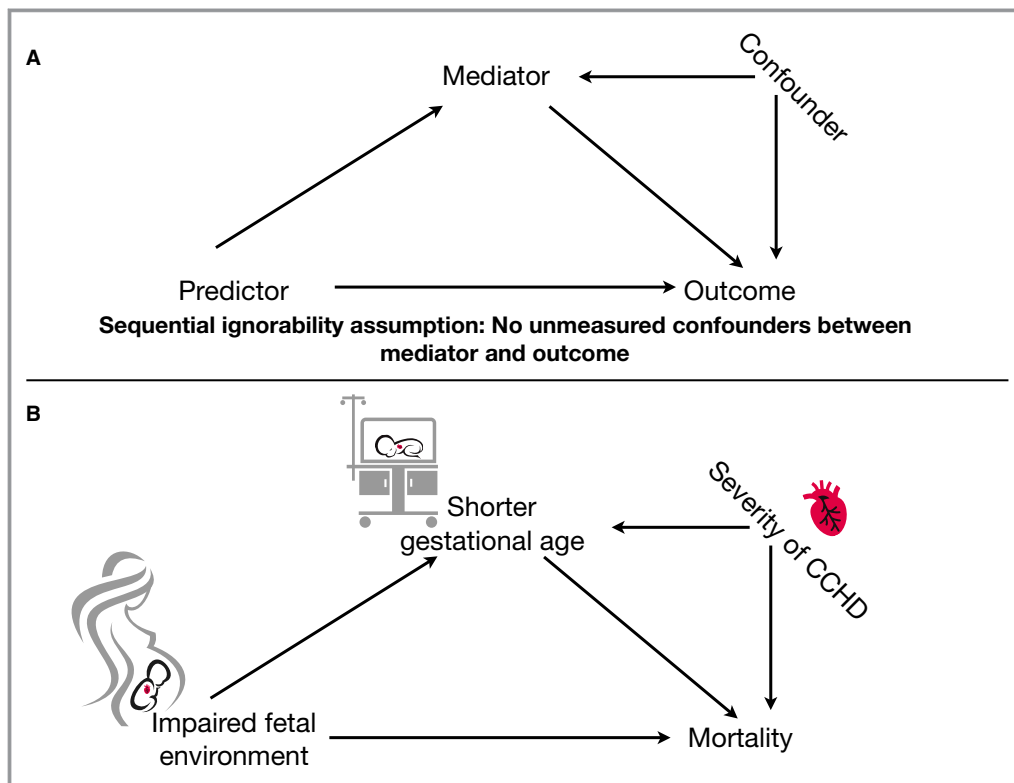 A
Mediator
Confounder
Predictor
Outcome
Sequential ignorability assumption: No unmeasured confounders between
mediator and outcome
B
Shorter
gestational age
Severity of CCHD
Impaired fetal
environment
Mortality